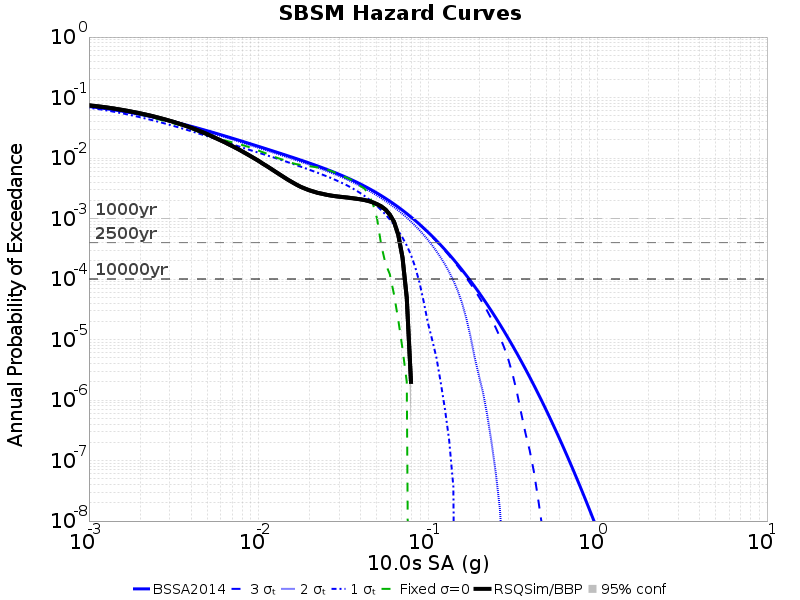 SBSM Hazard Curves
Annual Probability of Exceedance
10^0
10^-1
10^-2
10^-3
10^-4
10^-5
10^-6
10^-7
10^-8
1000yr
2500yr
10000yr
10^-3 10^-2 10^-1 10^0 10^1
10.0s SA (g)
BSSA2014 3 σₜ 2 σₜ 1 σₜ Fixed σ=0 RSQSim/BBP 95% conf